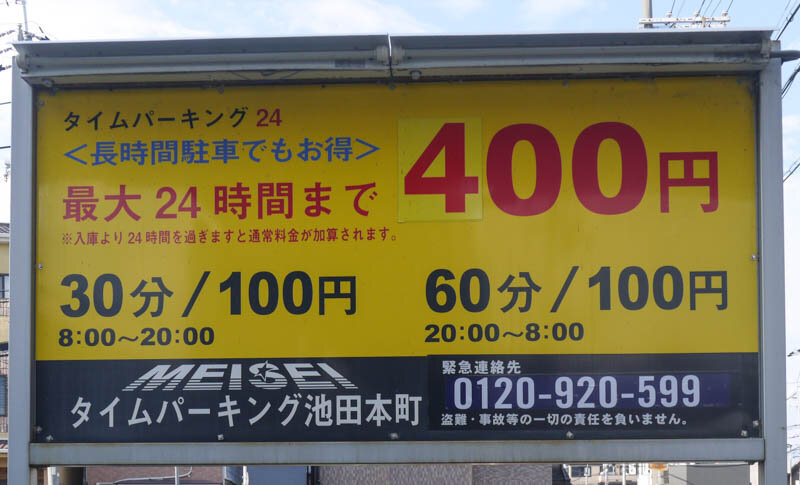 タイムパーキング24
＜長時間駐車でもお得＞
最大24時間まで 400円
※入庫より24時間を過ぎますと通常料金が加算されます。
30分/100円 60分/100円
8:00～20:00 20:00～8:00
MEISEI
タイムパーキング池田本町
緊急連絡先
0120-920-599
盗難・事故等の一切の責任を負いません。